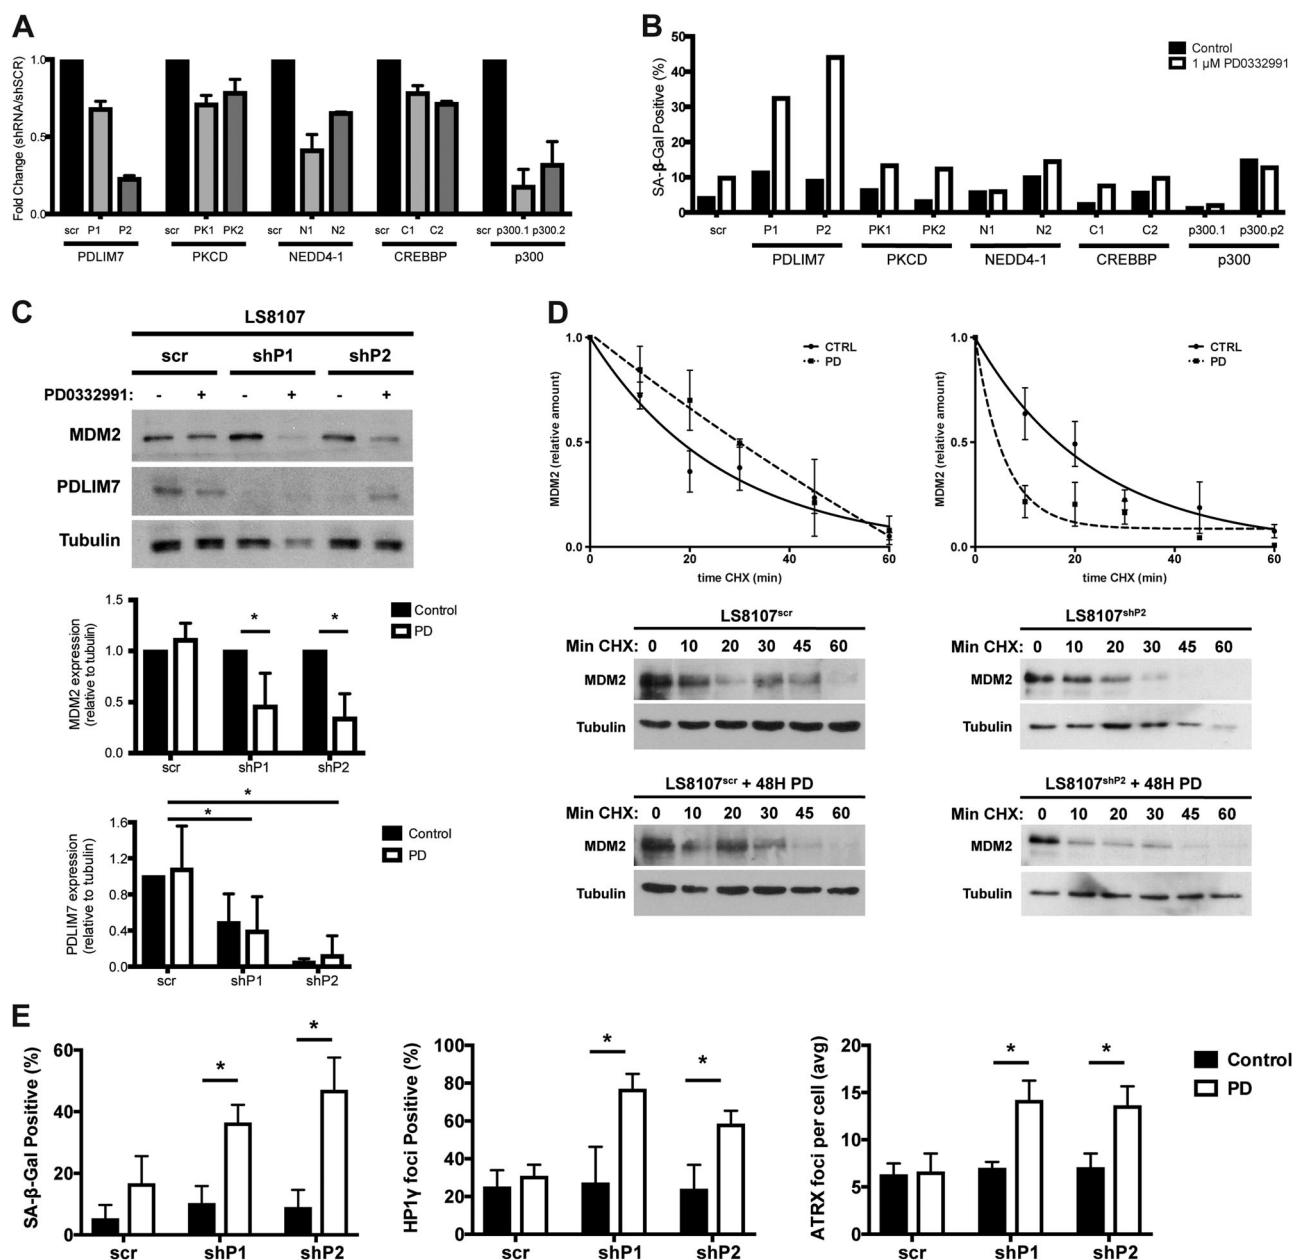 A
Fold Change (shRNA/shSCR)
1.0
0.5
0.0
scr P1 P2 scr PK1 PK2 scr N1 N2 scr C1 C2 scr p300.1 p300.2
PDLIM7 PKCD NEDD4-1 CREBBP p300
B
SA-β-Gal Positive (%)
50
40
30
20
10
0
Control
1 µM PD0332991
scr P1 P2 PK1 PK2 N1 N2 C1 C2 p300.1 p300.p2
PDLIM7 PKCD NEDD4-1 CREBBP p300
C
LS8107
scr shP1 shP2
PD0332991: - + - + - +
MDM2
PDLIM7
Tubulin
MDM2 expression
(relative to tubulin)
1.5
1.0
0.5
0.0
* *
Control
PD
scr shP1 shP2
PDLIM7 expression
(relative to tubulin)
1.6
1.2
0.8
0.4
0.0
*
*
Control
PD
scr shP1 shP2
D
MDM2 (relative amount)
1.0
0.5
0.0
CTRL
PD
0 20 40 60
time CHX (min)
MDM2 (relative amount)
1.0
0.5
0.0
CTRL
PD
0 20 40 60
time CHX (min)
LS8107scr
Min CHX: 0 10 20 30 45 60
MDM2
Tubulin
LS8107shP2
Min CHX: 0 10 20 30 45 60
MDM2
Tubulin
LS8107scr + 48H PD
Min CHX: 0 10 20 30 45 60
MDM2
Tubulin
LS8107shP2 + 48H PD
Min CHX: 0 10 20 30 45 60
MDM2
Tubulin
E
SA-β-Gal Positive (%)
60
40
20
0
* *
scr shP1 shP2
HP1γ foci Positive (%)
100
80
60
40
20
0
* *
scr shP1 shP2
ATRX foci per cell (avg)
20
15
10
5
0
* *
scr shP1 shP2
Control
PD